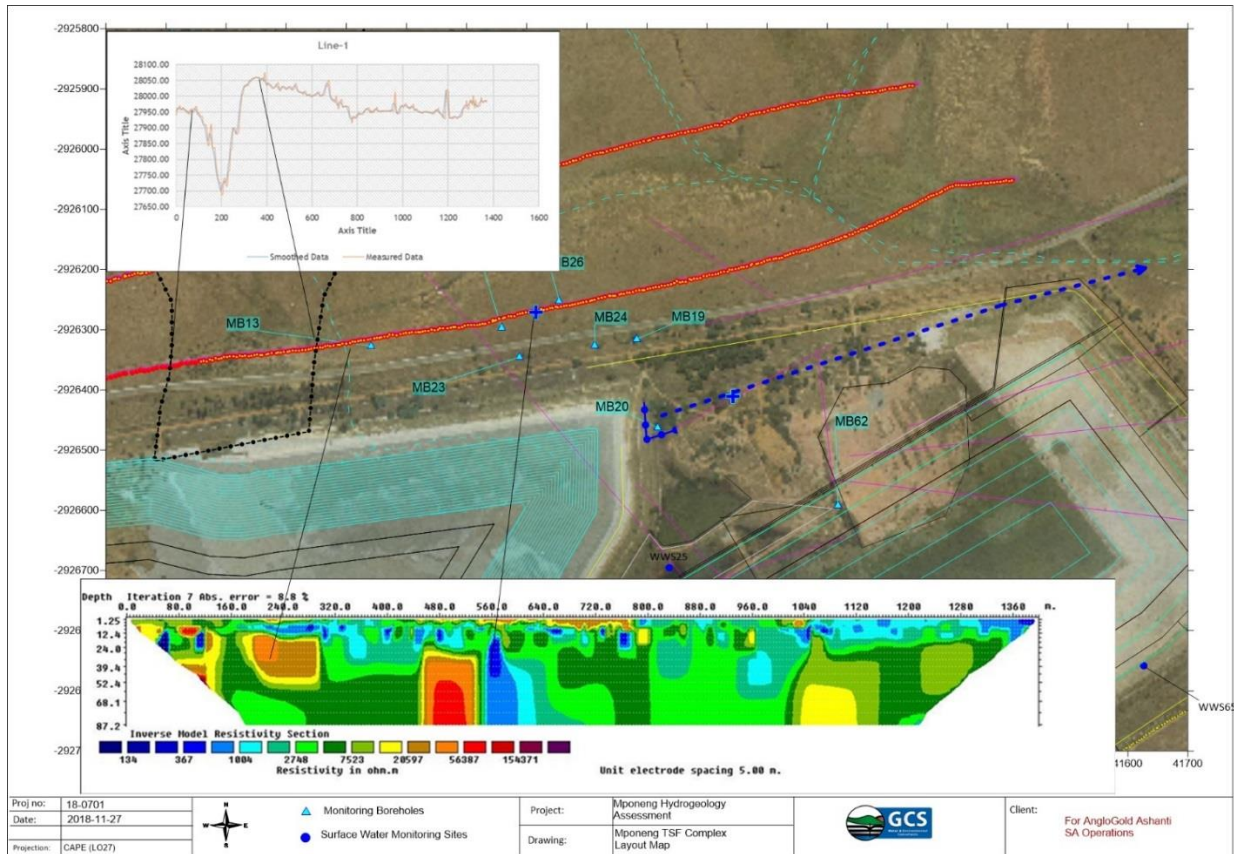 -2925800
-2925900
-2926000
-2926100
-2926200
-2926300
-2926400
-2926500
-2926600
-2926700
-2926
-2926
-2927
Line-1
28100.00
28050.00
28000.00
27950.00
27900.00
27850.00
27800.00
27750.00
27700.00
27650.00
Axis Title
0 200 400 600 800 1000 1200 1400 1600
Axis Title
Smoothed Data Measured Data
B26
MB13
MB24
MB19
MB23
MB20
MB62
WWS25
WWS65
41600 41700
Depth Iteration 7 Abs. error = 8.8 %
0.0 80.0 160.0 240.0 320.0 400.0 480.0 560.0 640.0 720.0 800.0 880.0 960.0 1040 1120 1200 1280 1360 m.
1.25
12.4
24.0
39.4
52.4
68.1
87.2
Inverse Model Resistivity Section
134 367 1004 2748 7523 20597 56387 154371
Resistivity in ohm.m
Unit electrode spacing 5.00 m.
Proj no: 18-0701
Date: 2018-11-27
Projection: CAPE (LO27)
N
W E
S
Monitoring Boreholes
Surface Water Monitoring Sites
Project: Mponeng Hydrogeology
Assessment
Drawing: Mponeng TSF Complex
Layout Map
GCS
Client:
For AngloGold Ashanti
SA Operations